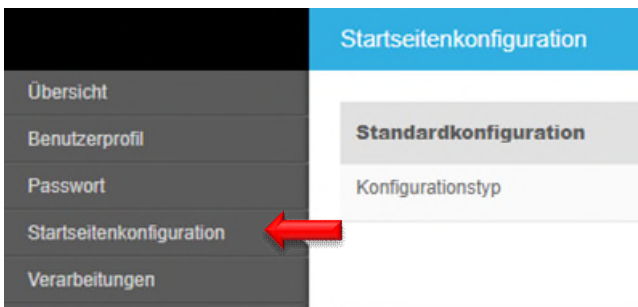 Startseitenkonfiguration
Übersicht
Benutzerprofil
Passwort
Startseitenkonfiguration
Verarbeitungen
Standardkonfiguration
Konfigurationstyp